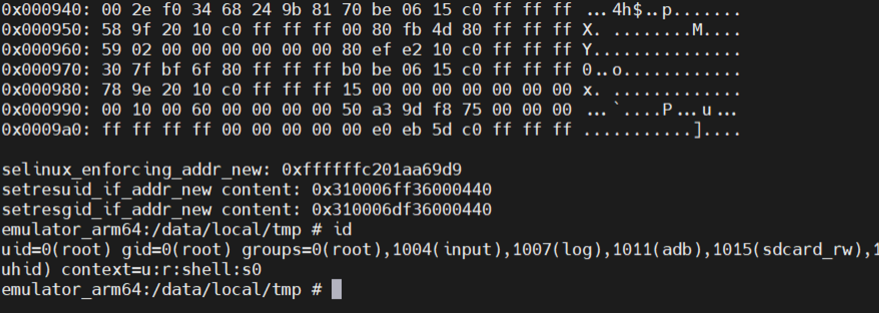 0x000940: 00 2e f0 34 68 24 9b 81 70 be 06 15 c0 ff ff ff ...4h$..p.......
0x000950: 58 9f 20 10 c0 ff ff ff 00 80 fb 4d 80 ff ff ff X. ........M....
0x000960: 59 02 00 00 00 00 00 00 80 ef e2 10 c0 ff ff ff Y...............
0x000970: 30 7f bf 6f 80 ff ff ff b0 be 06 15 c0 ff ff ff 0..o............
0x000980: 78 9e 20 10 c0 ff ff ff 15 00 00 00 00 00 00 00 x. .............
0x000990: 00 10 00 60 00 00 00 00 50 a3 9d f8 75 00 00 00 ...`....P...u...
0x0009a0: ff ff ff ff 00 00 00 00 e0 eb 5d c0 ff ff ff ...........]....
selinux_enforcing_addr_new: 0xffffffc201aa69d9
setresuid_if_addr_new content: 0x310006ff36000440
setresgid_if_addr_new content: 0x310006df36000440
emulator_arm64:/data/local/tmp # id
uid=0(root) gid=0(root) groups=0(root),1004(input),1007(log),1011(adb),1015(sdcard_rw),1
uhid) context=u:r:shell:s0
emulator_arm64:/data/local/tmp #